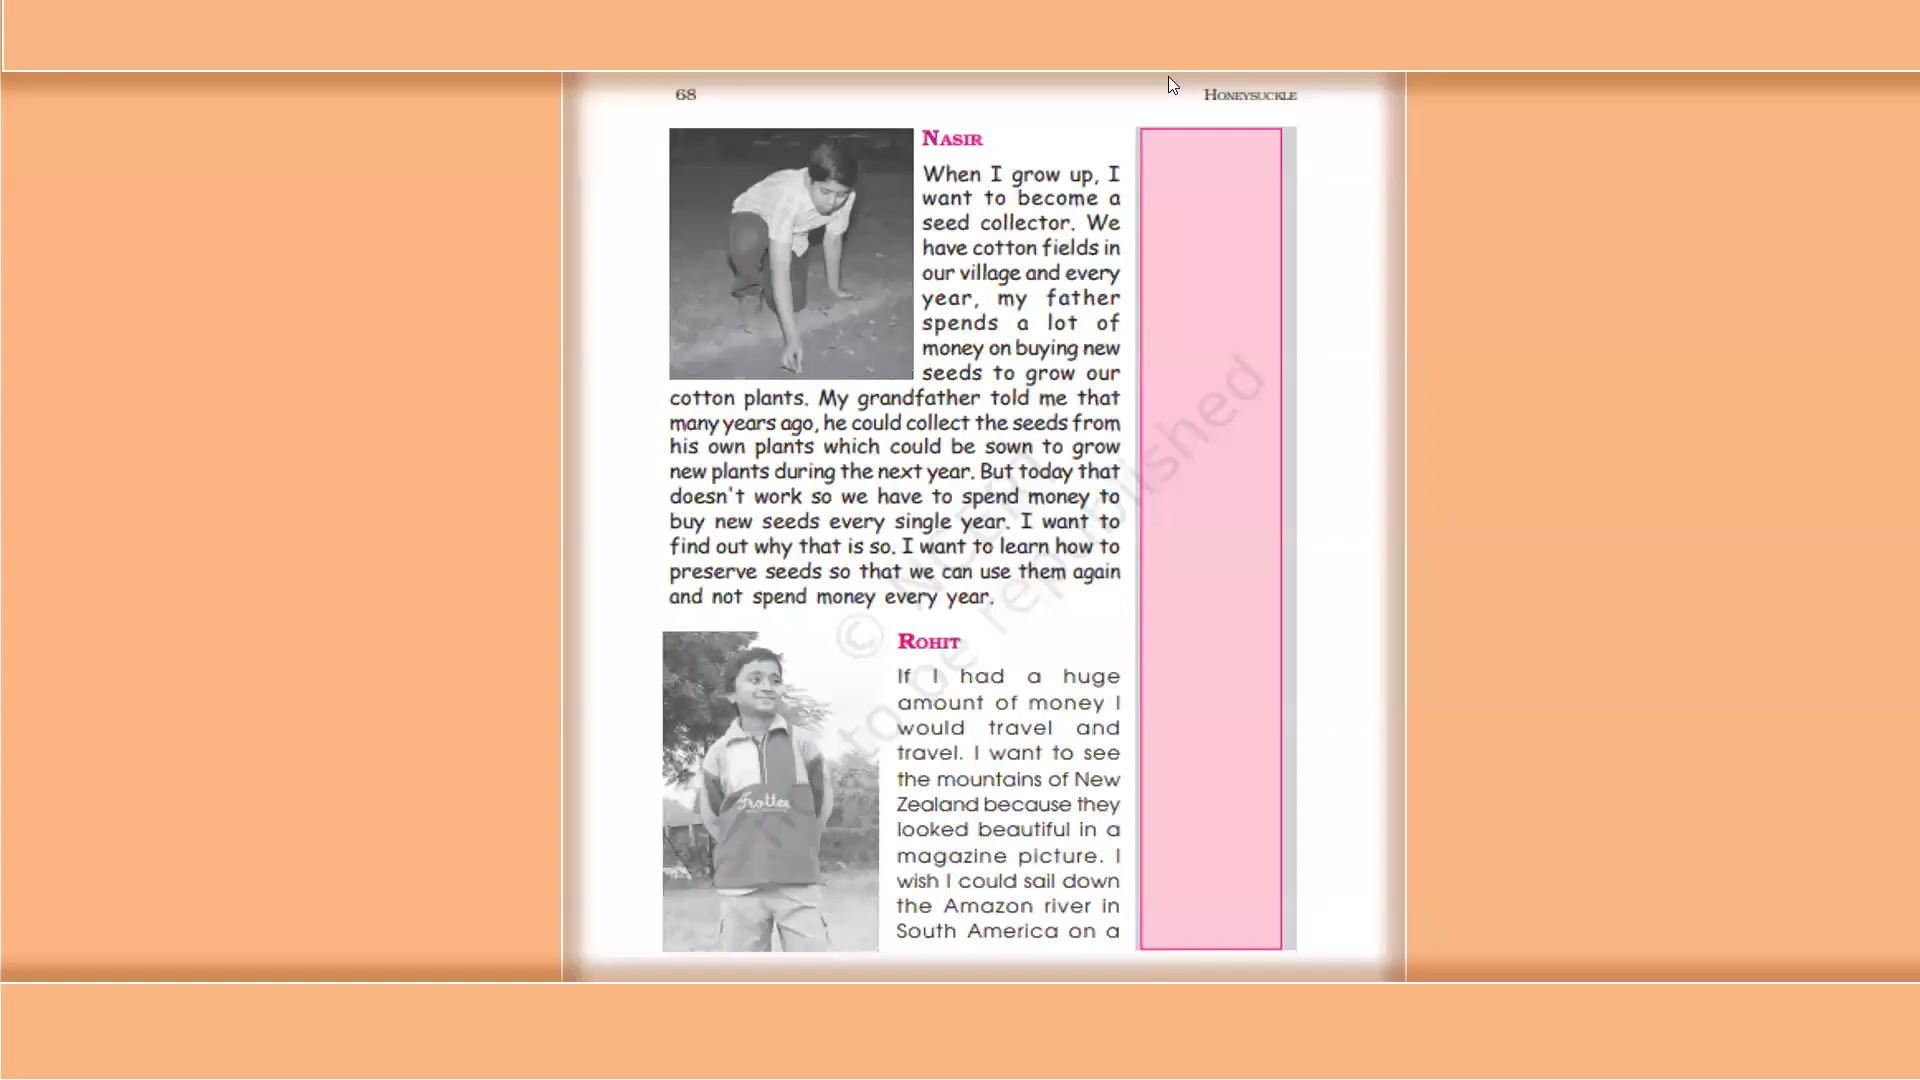 68
HONEYSUCKLE
NASIR
When I grow up, I
want to become a
seed collector. We
have cotton fields in
our village and every
year, my father
spends a lot of
money on buying new
seeds to grow our
cotton plants. My grandfather told me that
many years ago, he could collect the seeds from
his own plants which could be sown to grow
new plants during the next year. But today that
doesn't work so we have to spend money to
buy new seeds every single year. I want to
find out why that is so. I want to learn how to
preserve seeds so that we can use them again
and not spend money every year.
ROHIT
If I had a huge
amount of money I
would travel and
travel. I want to see
the mountains of New
Zealand because they
looked beautiful in a
magazine picture. I
wish I could sail down
the Amazon river in
South America on a
Trotter
© NCERT
to be republished